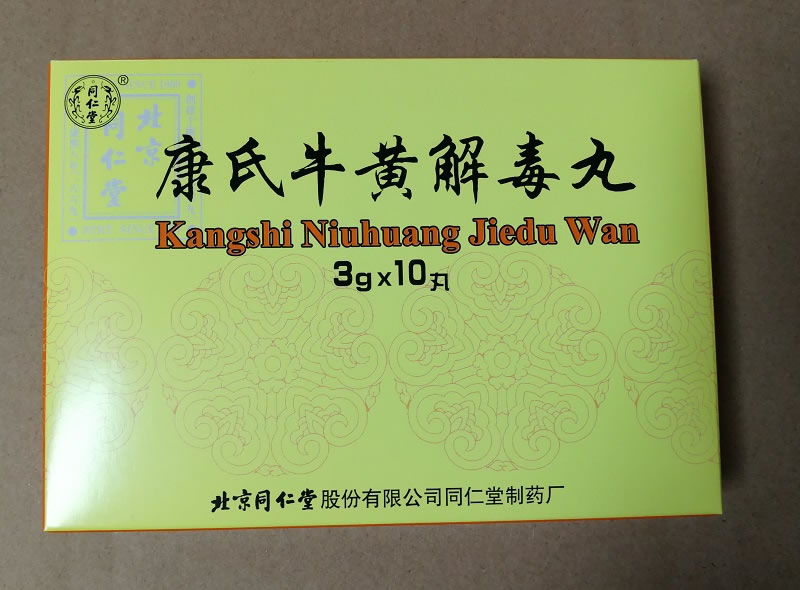 同仁堂
®
北京
同仁堂
康氏牛黄解毒丸
Kangshi Niuhuang Jiedu Wan
3gx10丸
北京同仁堂股份有限公司同仁堂制药厂